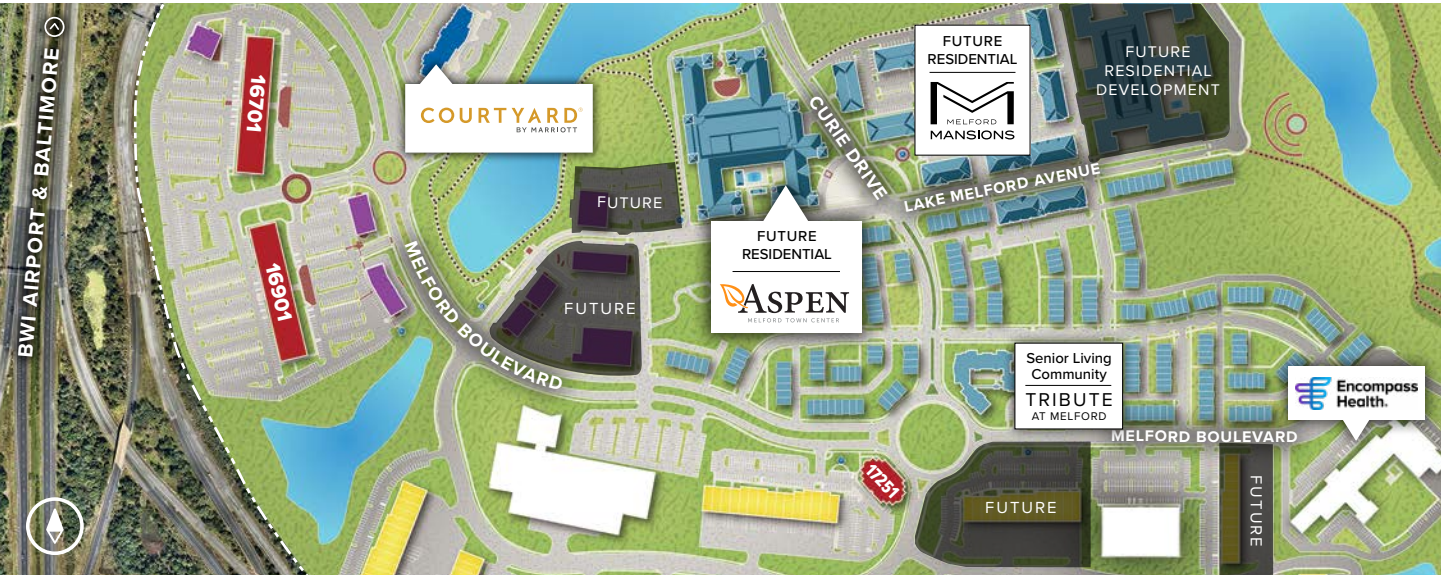 BWI AIRPORT & BALTIMORE
16701
16901
COURTYARD®
BY MARRIOTT
MELFORD BOULEVARD
FUTURE
FUTURE
CURIE DRIVE
FUTURE
RESIDENTIAL
MELFORD
MANSIONS
FUTURE
RESIDENTIAL
DEVELOPMENT
LAKE MELFORD AVENUE
FUTURE
RESIDENTIAL
ASPEN
MELFORD TOWN CENTER
Senior Living
Community
TRIBUTE
AT MELFORD
Encompass
Health®
MELFORD BOULEVARD
17251
FUTURE
FUTURE